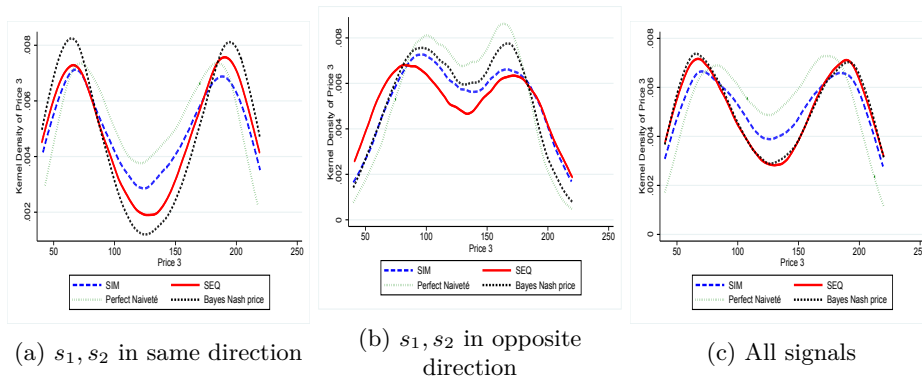 Kernel Density of Price 3
.002 .004 .006 .008
50 100 150 200 250
Price 3
SIM SEQ
Perfect Naiveté Bayes Nash price
(a) s₁, s₂ in same direction
Kernel Density of Price 3
0 .002 .004 .006 .008
50 100 150 200 250
Price 3
SIM SEQ
Perfect Naiveté Bayes Nash price
(b) s₁, s₂ in opposite
direction
Kernel Density of Price 3
0 .002 .004 .006 .008
50 100 150 200 250
Price 3
SIM SEQ
Perfect Naiveté Bayes Nash price
(c) All signals